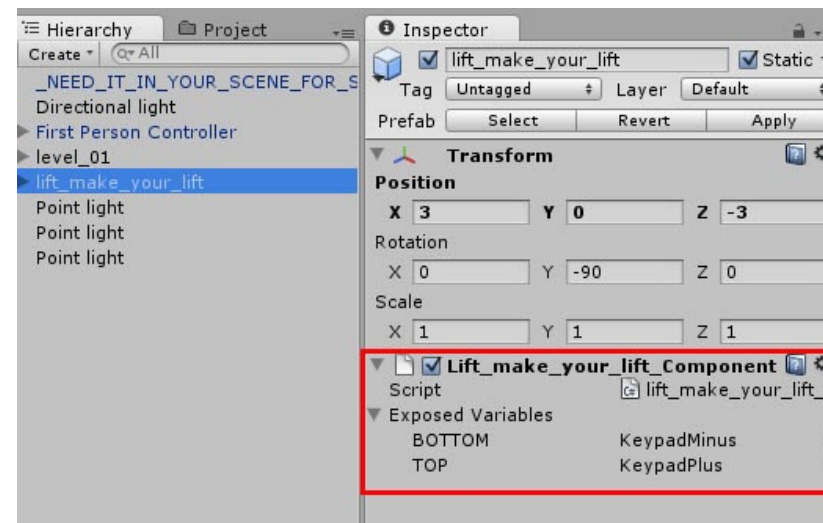 Hierarchy Project
Create All
_NEED_IT_IN_YOUR_SCENE_FOR_S
Directional light
First Person Controller
level_01
lift_make_your_lift
Point light
Point light
Point light
Inspector
lift_make_your_lift Static
Tag Untagged Layer Default
Prefab Select Revert Apply
Transform
Position
X 3 Y 0 Z -3
Rotation
X 0 Y -90 Z 0
Scale
X 1 Y 1 Z 1
Lift_make_your_lift_Component
Script lift_make_your_lift_
Exposed Variables
BOTTOM KeypadMinus
TOP KeypadPlus